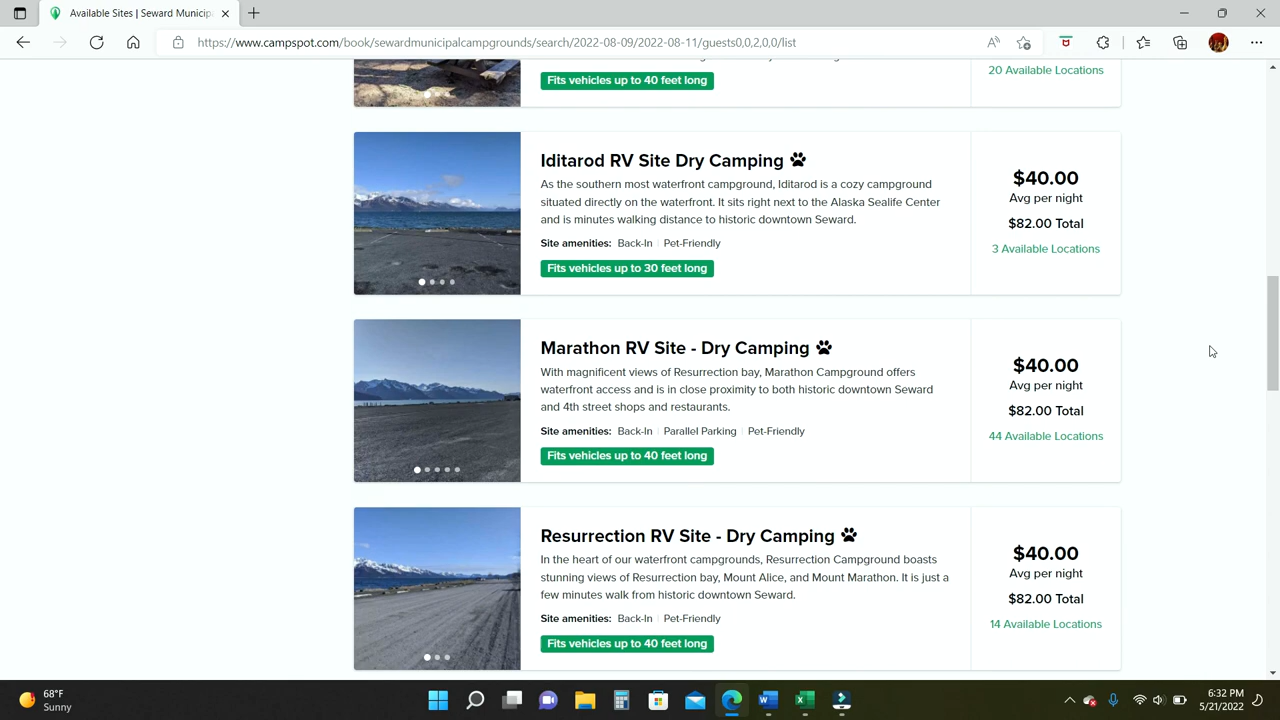 Available Sites | Seward Municipa
https://www.campspot.com/book/sewardmunicipalcampgrounds/search/2022-08-09/2022-08-11/guests0,0,2,0,0/list
Fits vehicles up to 40 feet long
20 Available Locations
Iditarod RV Site Dry Camping
As the southern most waterfront campground, Iditarod is a cozy campground
situated directly on the waterfront. It sits right next to the Alaska Sealife Center
and is minutes walking distance to historic downtown Seward.
Site amenities: Back-In | Pet-Friendly
Fits vehicles up to 30 feet long
$40.00
Avg per night
$82.00 Total
3 Available Locations
Marathon RV Site - Dry Camping
With magnificent views of Resurrection bay, Marathon Campground offers
waterfront access and is in close proximity to both historic downtown Seward
and 4th street shops and restaurants.
Site amenities: Back-In | Parallel Parking | Pet-Friendly
Fits vehicles up to 40 feet long
$40.00
Avg per night
$82.00 Total
44 Available Locations
Resurrection RV Site - Dry Camping
In the heart of our waterfront campgrounds, Resurrection Campground boasts
stunning views of Resurrection bay, Mount Alice, and Mount Marathon. It is just a
few minutes walk from historic downtown Seward.
Site amenities: Back-In | Pet-Friendly
Fits vehicles up to 40 feet long
$40.00
Avg per night
$82.00 Total
14 Available Locations
68°F
Sunny
6:32 PM
5/21/2022